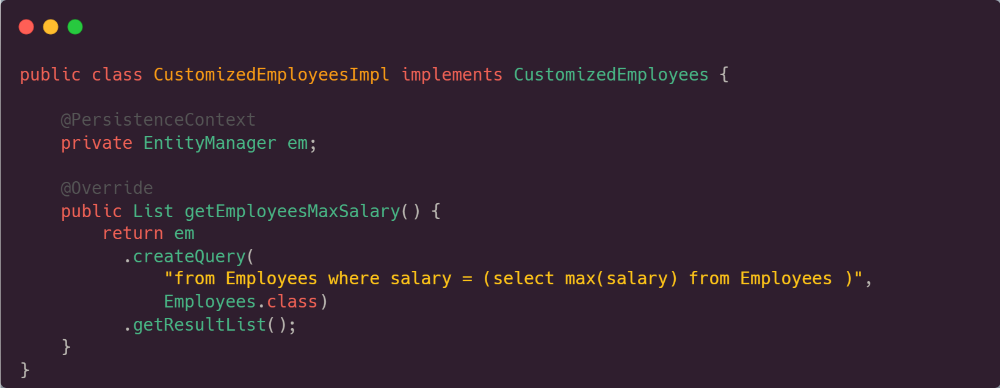 public class CustomizedEmployeesImpl implements CustomizedEmployees {
@PersistenceContext
private EntityManager em;
@Override
public List getEmployeesMaxSalary() {
return em
.createQuery(
"from Employees where salary = (select max(salary) from Employees )",
Employees.class)
.getResultList();
}
}